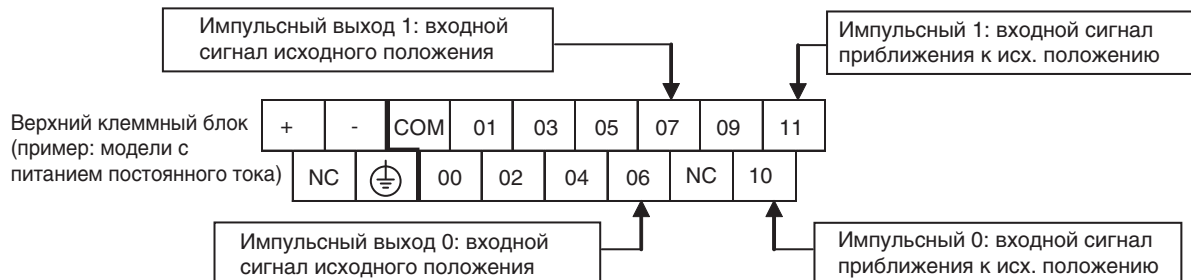 Импульсный выход 1: входной
сигнал исходного положения
Импульсный 1: входной сигнал
приближения к исх. положению
Верхний клеммный блок
(пример: модели с
питанием постоянного тока)
+ - COM 01 03 05 07 09 11
NC 00 02 04 06 NC 10
Импульсный выход 0: входной
сигнал исходного положения
Импульсный 0: входной сигнал
приближения к исх. положению